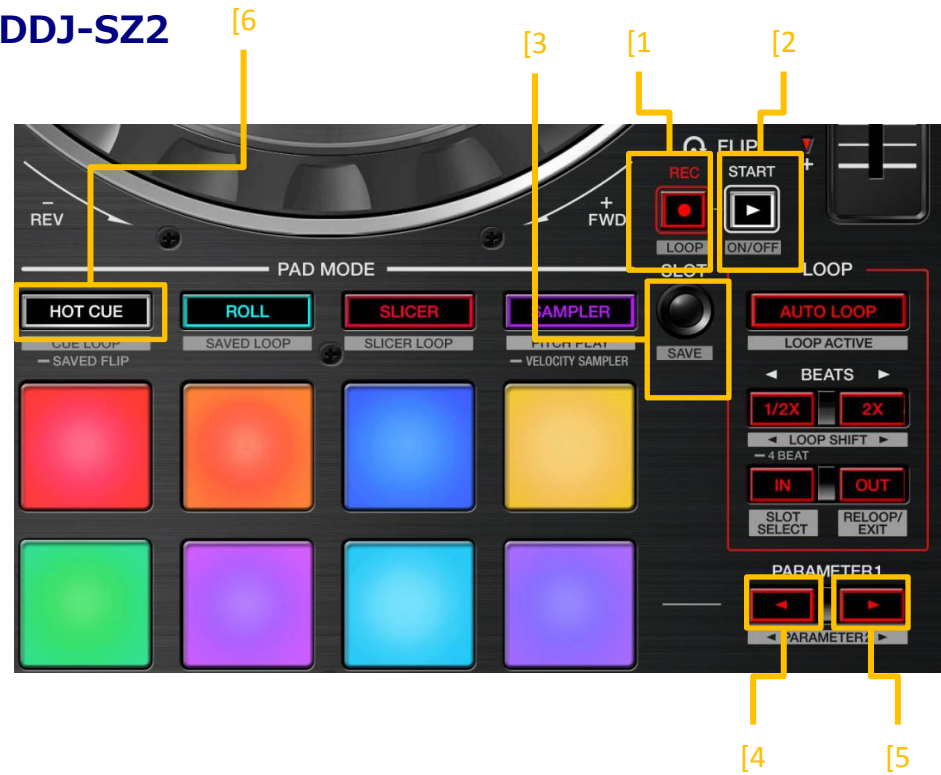 DDJ-SZ2
[6
[3
[1
[2
FLIP
REC
START
+
−
REV
+
FWD
LOOP
ON/OFF
PAD MODE
SLOT
LOOP
HOT CUE
ROLL
SLICER
SAMPLER
AUTO LOOP
CUE LOOP
SAVED LOOP
SLICER LOOP
PITCH PLAY
SAVE
LOOP ACTIVE
— SAVED FLIP
— VELOCITY SAMPLER
◄ BEATS ►
1/2X
2X
◄ LOOP SHIFT ►
— 4 BEAT
IN
OUT
SLOT
SELECT
RELOOP/
EXIT
PARAMETER1
◄ PARAMETER2 ►
[4
[5